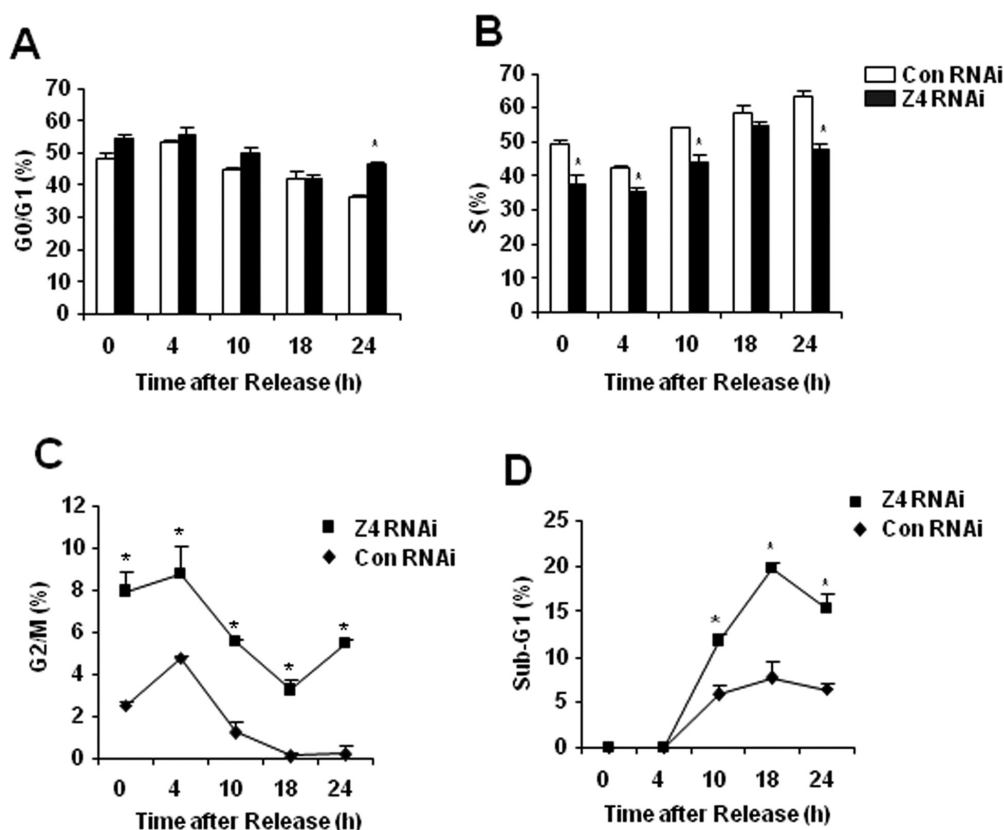 A
G0/G1 (%)
70
60
50
40
30
20
10
0
*
0 4 10 18 24
Time after Release (h)
B
S (%)
70
60
50
40
30
20
10
0
* * * *
0 4 10 18 24
Time after Release (h)
Con RNAi
Z4 RNAi
C
G2/M (%)
12
10
8
6
4
2
0
* * * * *
Z4 RNAi
Con RNAi
0 4 10 18 24
Time after Release (h)
D
Sub-G1 (%)
25
20
15
10
5
0
* * *
Z4 RNAi
Con RNAi
0 4 10 18 24
Time after Release (h)